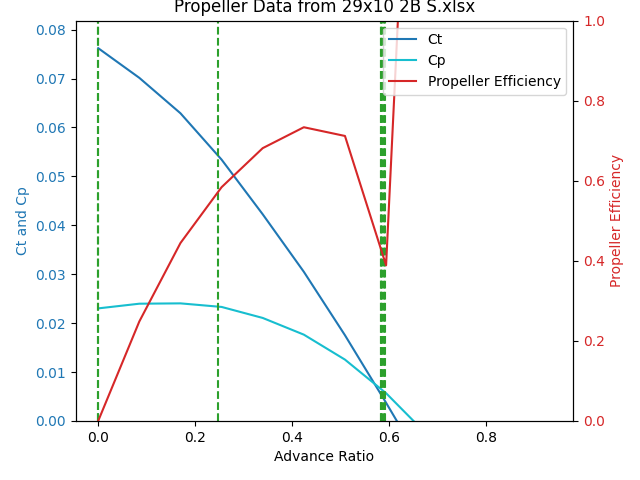 Propeller Data from 29x10 2B S.xlsx
Ct
Cp
Propeller Efficiency
0.08
0.07
0.06
0.05
0.04
0.03
0.02
0.01
0.00
Ct and Cp
1.0
0.8
0.6
0.4
0.2
0.0
Propeller Efficiency
0.0 0.2 0.4 0.6 0.8
Advance Ratio